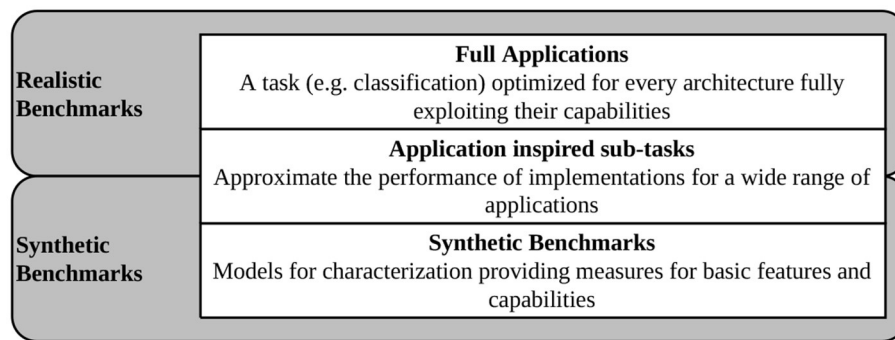 Realistic
Benchmarks
Full Applications
A task (e.g. classification) optimized for every architecture fully
exploiting their capabilities
Application inspired sub-tasks
Approximate the performance of implementations for a wide range of
applications
Synthetic
Benchmarks
Synthetic Benchmarks
Models for characterization providing measures for basic features and
capabilities